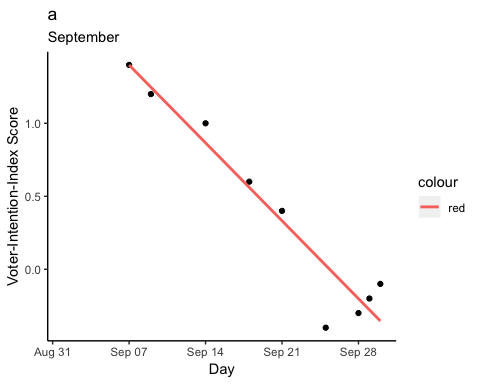 a
September
Voter-Intention-Index Score
1.0
0.5
0.0
Aug 31 Sep 07 Sep 14 Sep 21 Sep 28
Day
colour
red